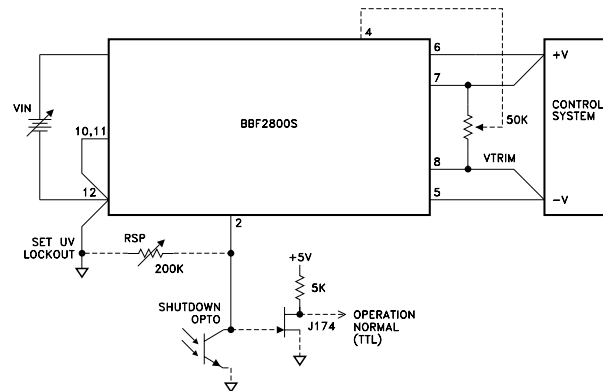 4
6
+V
7
VIN
BBF2800S
50K
CONTROL
SYSTEM
10,11
8
VTRIM
12
5
-V
2
SET UV
LOCKOUT
RSP
200K
+5V
5K
SHUTDOWN
OPTO
J174
OPERATION
NORMAL
(TTL)